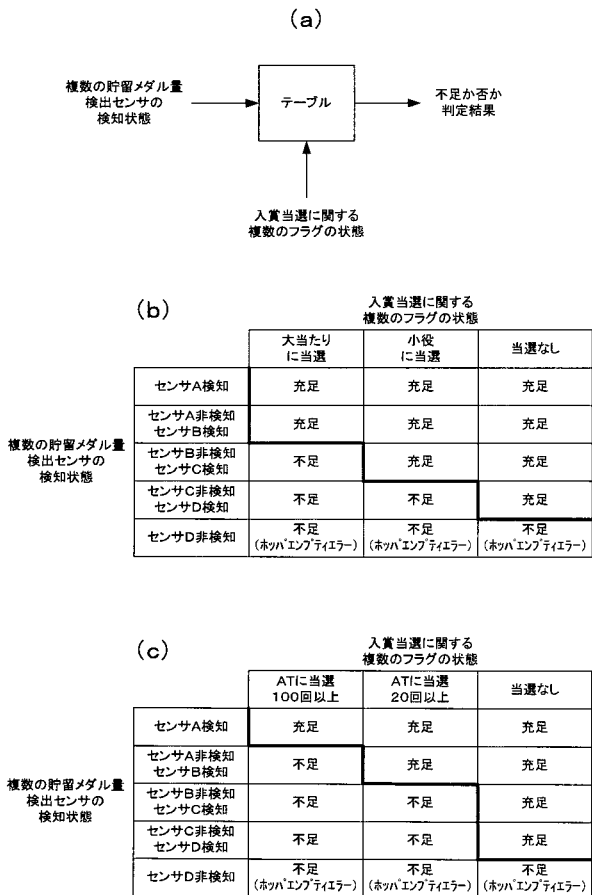 (a)
複数の貯留メダル量
検出センサの
検知状態
テーブル
不足か否か
判定結果
入賞当選に関する
複数のフラグの状態
(b)
入賞当選に関する
複数のフラグの状態
大当たり
に当選
小役
に当選
当選なし
複数の貯留メダル量
検出センサの
検知状態
センサA検知
充足
充足
充足
センサA非検知
センサB検知
充足
充足
充足
センサB非検知
センサC検知
不足
充足
充足
センサC非検知
センサD検知
不足
不足
充足
センサD非検知
不足
(ホッパエンプティエラー)
不足
(ホッパエンプティエラー)
不足
(ホッパエンプティエラー)
(c)
入賞当選に関する
複数のフラグの状態
ATに当選
100回以上
ATに当選
20回以上
当選なし
複数の貯留メダル量
検出センサの
検知状態
センサA検知
充足
充足
充足
センサA非検知
センサB検知
不足
充足
充足
センサB非検知
センサC検知
不足
不足
充足
センサC非検知
センサD検知
不足
不足
充足
センサD非検知
不足
(ホッパエンプティエラー)
不足
(ホッパエンプティエラー)
不足
(ホッパエンプティエラー)